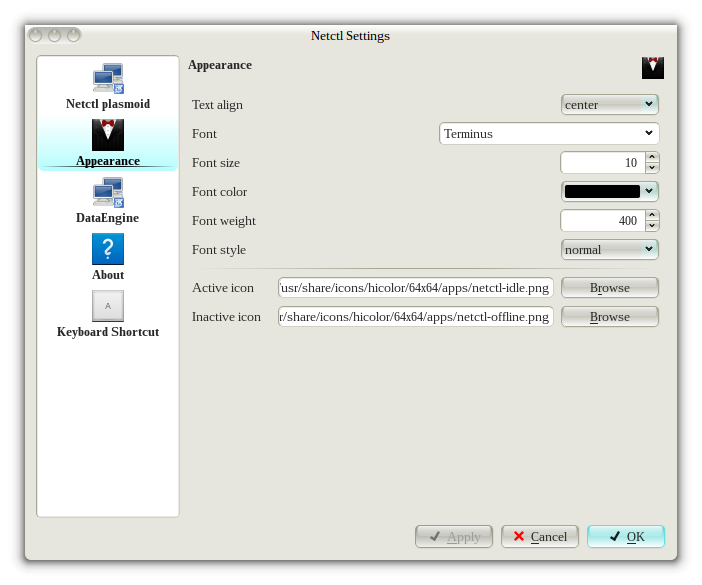 Netctl Settings
Netctl plasmoid
Appearance
DataEngine
?
About
A
Keyboard Shortcut
Appearance
Text align center
Font Terminus
Font size 10
Font color
Font weight 400
Font style normal
Active icon usr/share/icons/hicolor/64x64/apps/netctl-idle.png Browse
Inactive icon r/share/icons/hicolor/64x64/apps/netctl-offline.png Browse
Apply Cancel OK